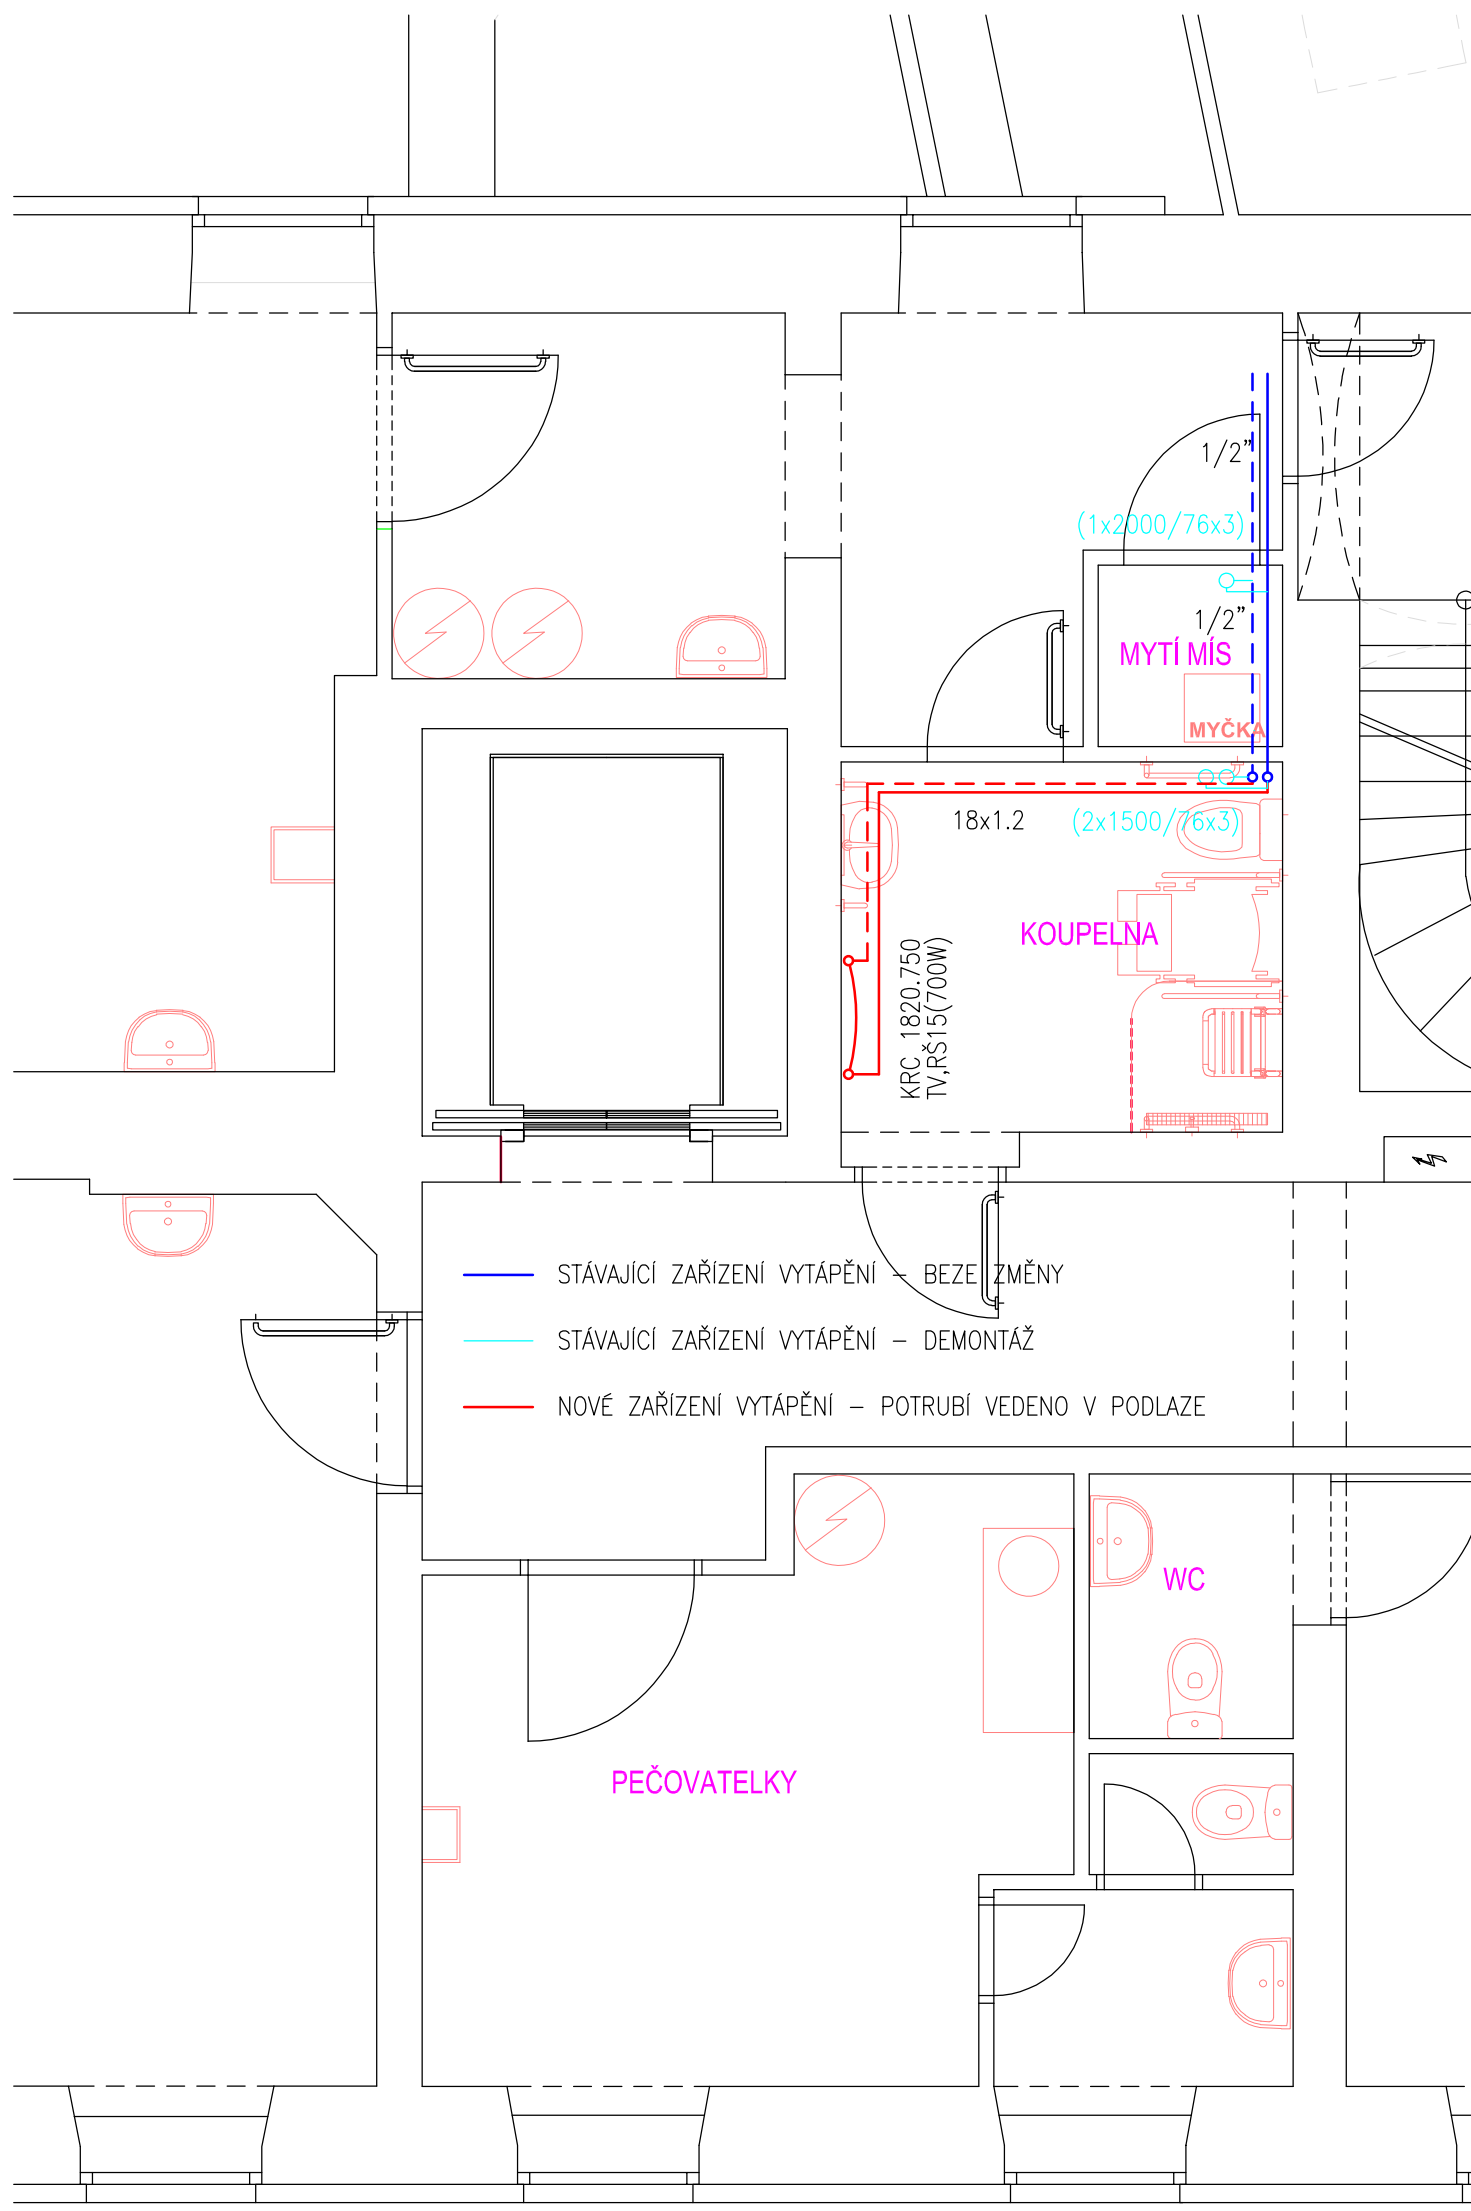 1/2"
(1x2000/76x3)
1/2"
MYTÍ MÍS
MYČKA
18x1.2
(2x1500/76x3)
KOUPELNA
KRC 1820.750
TV,RŠ15(700W)
STÁVAJÍCÍ ZAŘÍZENÍ VYTÁPĚNÍ – BEZE ZMĚNY
STÁVAJÍCÍ ZAŘÍZENÍ VYTÁPĚNÍ – DEMONTÁŽ
NOVÉ ZAŘÍZENÍ VYTÁPĚNÍ – POTRUBÍ VEDENO V PODLAZE
WC
PEČOVATELKY